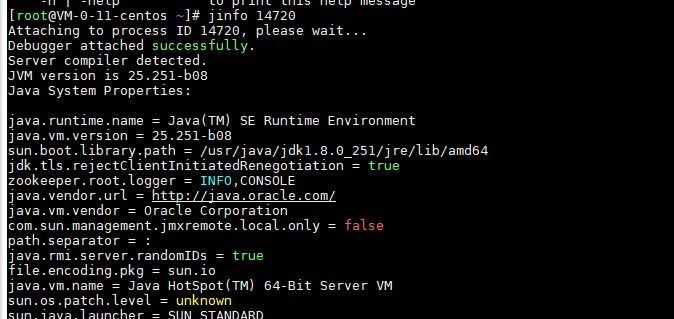 -h | -help           to print this help message
[root@VM-0-11-centos ~]# jinfo 14720
Attaching to process ID 14720, please wait...
Debugger attached successfully.
Server compiler detected.
JVM version is 25.251-b08
Java System Properties:

java.runtime.name = Java(TM) SE Runtime Environment
java.vm.version = 25.251-b08
sun.boot.library.path = /usr/java/jdk1.8.0_251/jre/lib/amd64
jdk.tls.rejectClientInitiatedRenegotiation = true
zookeeper.root.logger = INFO,CONSOLE
java.vendor.url = http://java.oracle.com/
java.vm.vendor = Oracle Corporation
com.sun.management.jmxremote.local.only = false
path.separator = :
java.rmi.server.randomIDs = true
file.encoding.pkg = sun.io
java.vm.name = Java HotSpot(TM) 64-Bit Server VM
sun.os.patch.level = unknown
sun.java.launcher = SUN_STANDARD